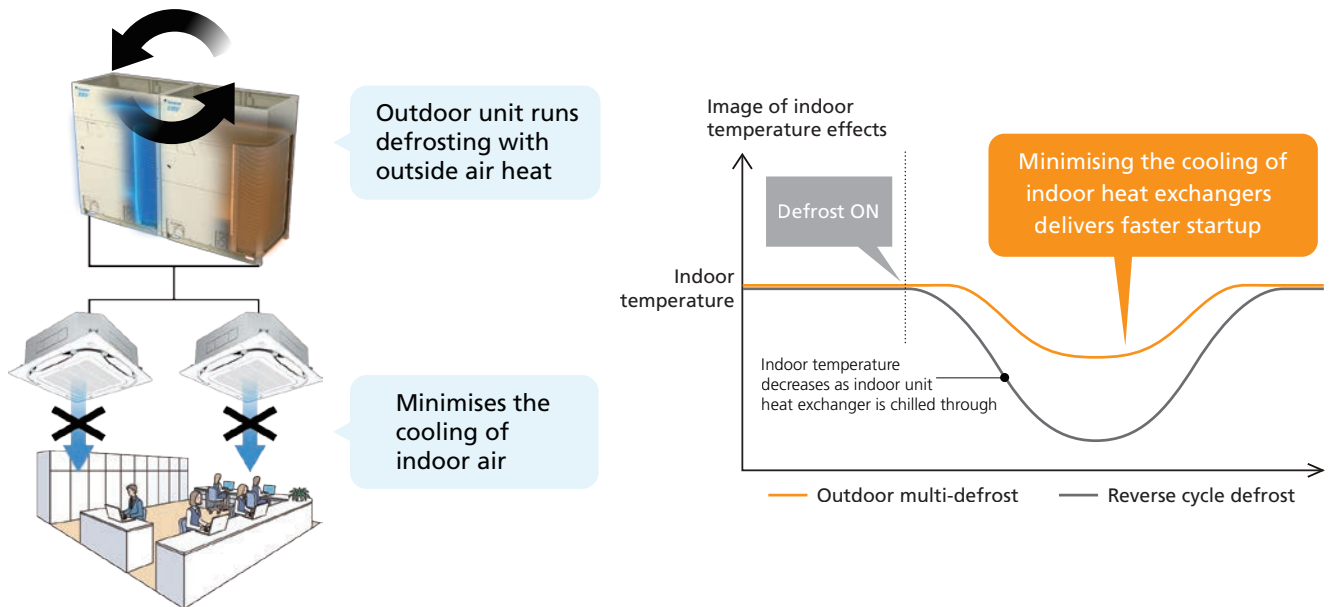 Outdoor unit runs
defrosting with
outside air heat
Minimises the
cooling of
indoor air
Image of indoor
temperature effects
Defrost ON
Minimising the cooling of
indoor heat exchangers
delivers faster startup
Indoor
temperature
Indoor temperature
decreases as indoor unit
heat exchanger is chilled through
Outdoor multi-defrost
Reverse cycle defrost